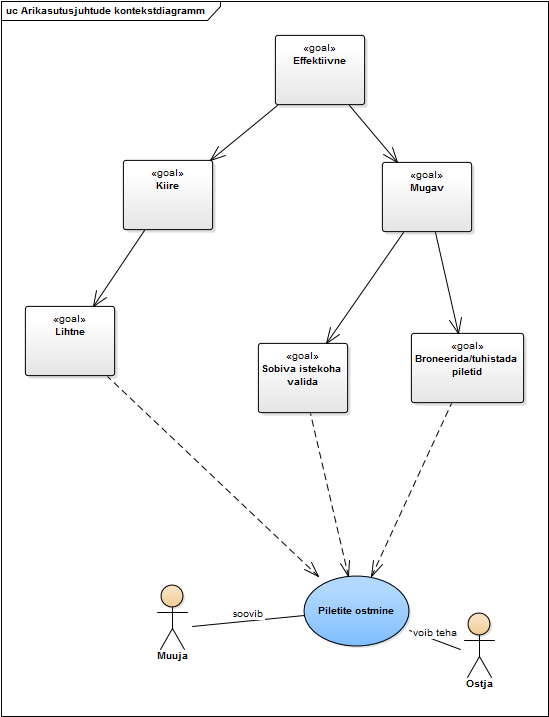 uc Arikasutusjuhtude kontekstdiagramm
«goal»
Effektiivne
«goal»
Kiire
«goal»
Mugav
«goal»
Lihtne
«goal»
Sobiva istekoha
valida
«goal»
Broneerida/tuhistada
piletid
Piletite ostmine
soovib
voib teha
Muuja
Ostja